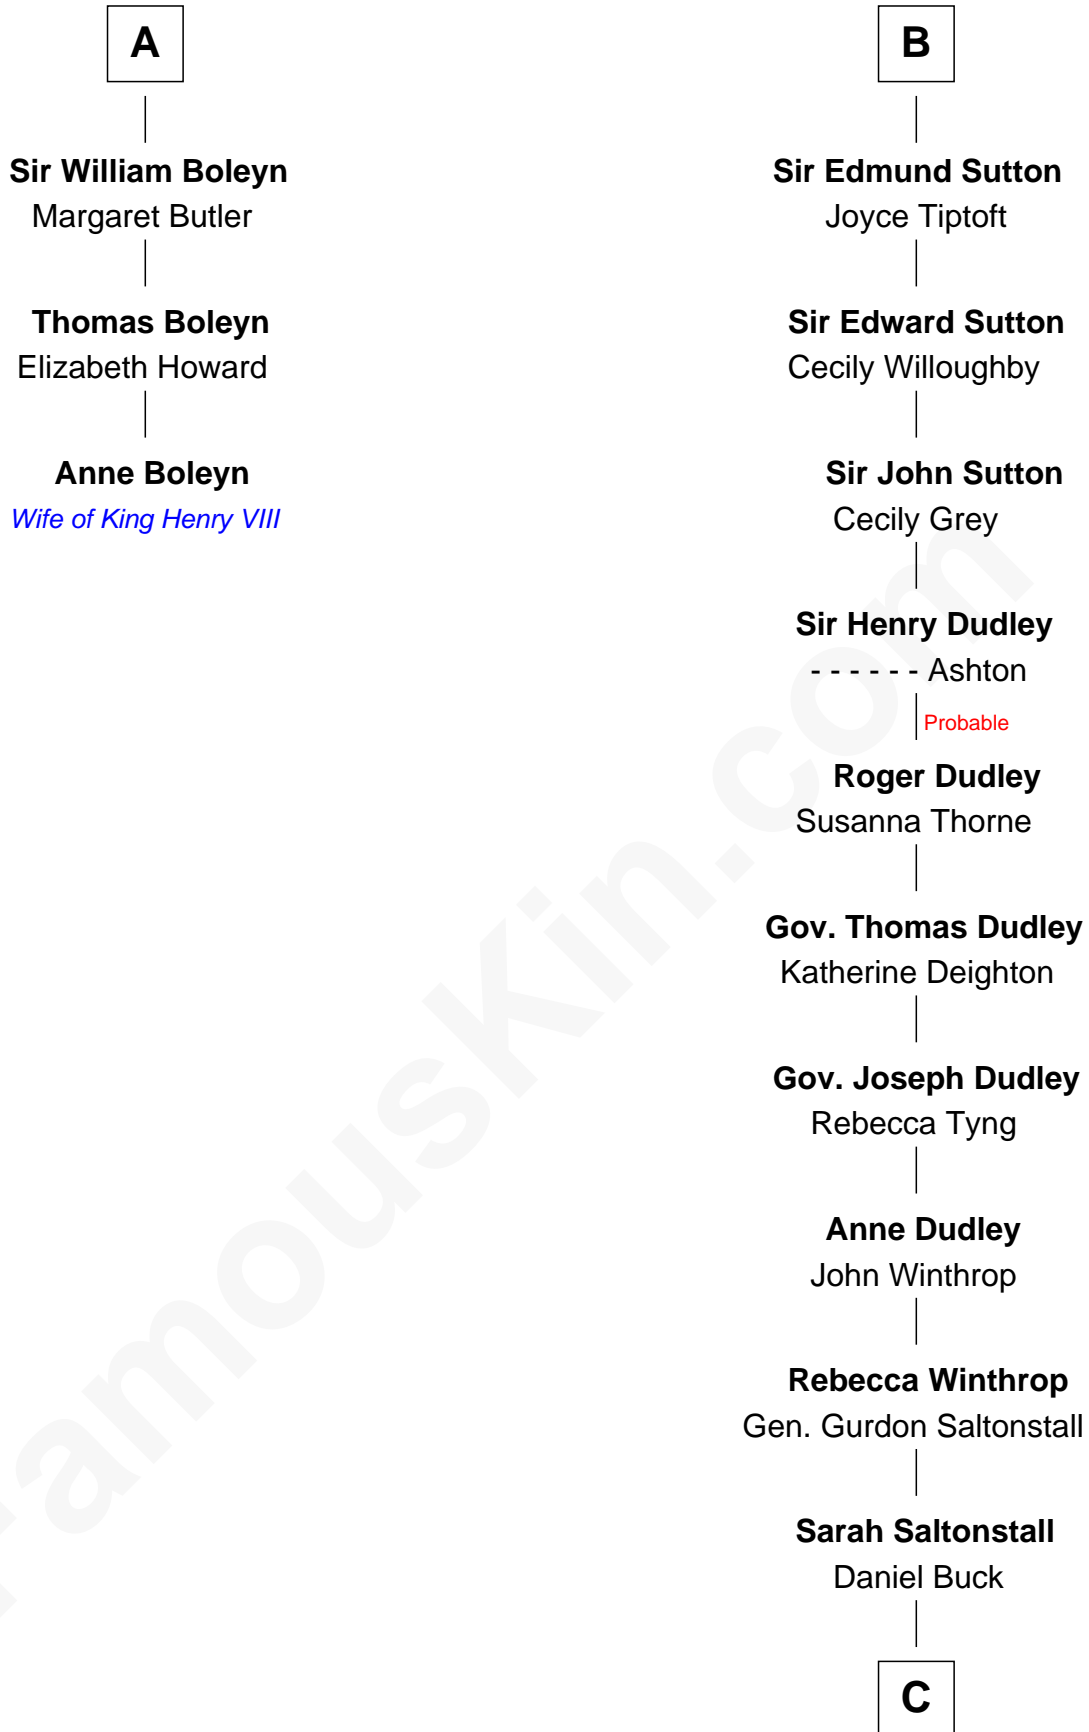 A
Sir William Boleyn
Margaret Butler
Thomas Boleyn
Elizabeth Howard
Anne Boleyn
Wife of King Henry VIII
B
Sir Edmund Sutton
Joyce Tiptoft
Sir Edward Sutton
Cecily Willoughby
Sir John Sutton
Cecily Grey
Sir Henry Dudley
- - - - - - Ashton
Probable
Roger Dudley
Susanna Thorne
Gov. Thomas Dudley
Katherine Deighton
Gov. Joseph Dudley
Rebecca Tyng
Anne Dudley
John Winthrop
Rebecca Winthrop
Gen. Gurdon Saltonstall
Sarah Saltonstall
Daniel Buck
C
FamousKin.com